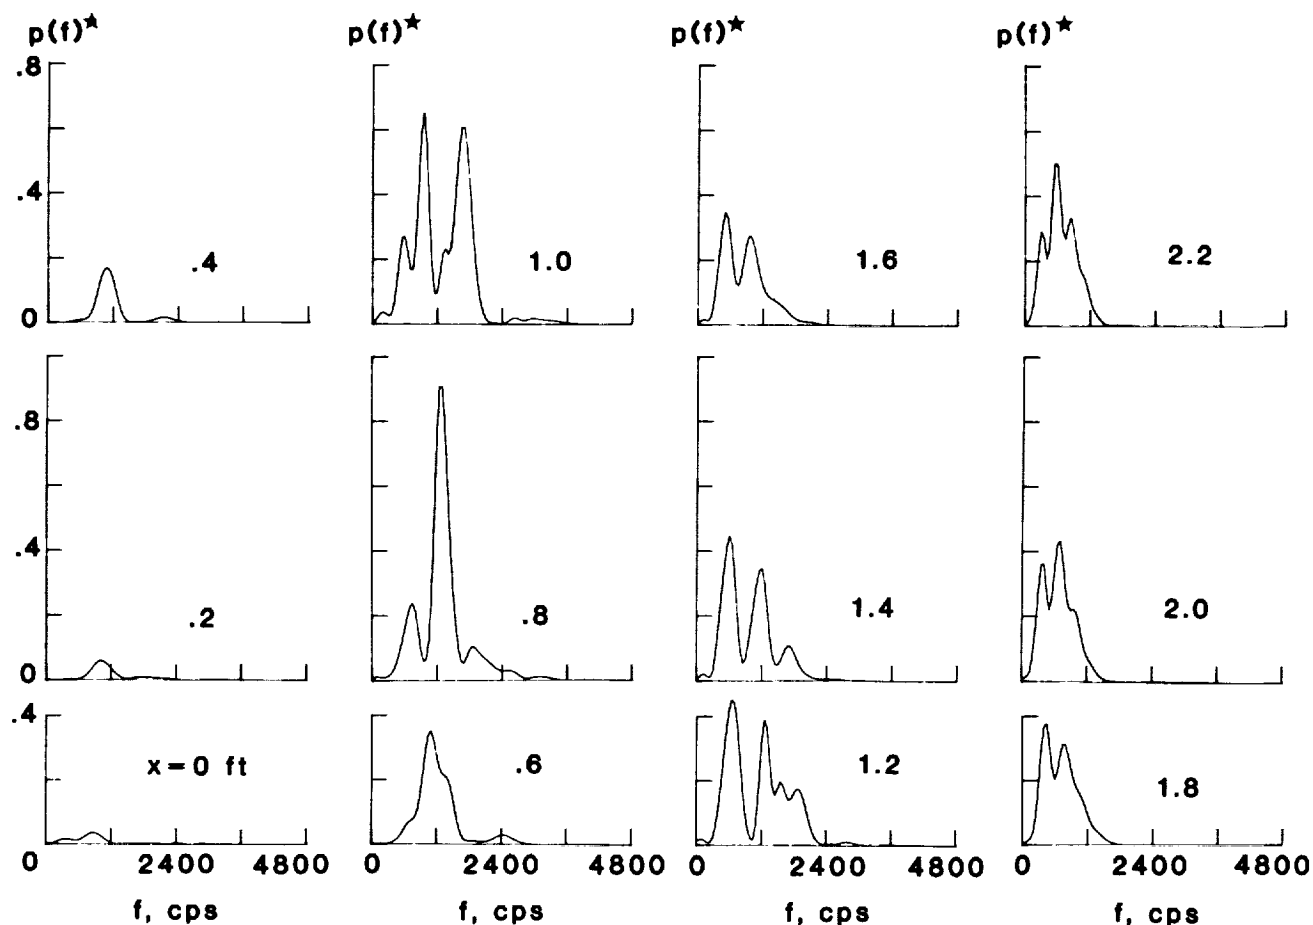 p(f)★ p(f)★ p(f)★ p(f)★
.8
.4 .4 1.0 1.6 2.2
0
.8
.4
.2 .8 1.4 2.0
0
.4
x=0 ft .6 1.2 1.8
0 2400 4800 0 2400 4800 0 2400 4800 0 2400 4800
f, cps f, cps f, cps f, cps